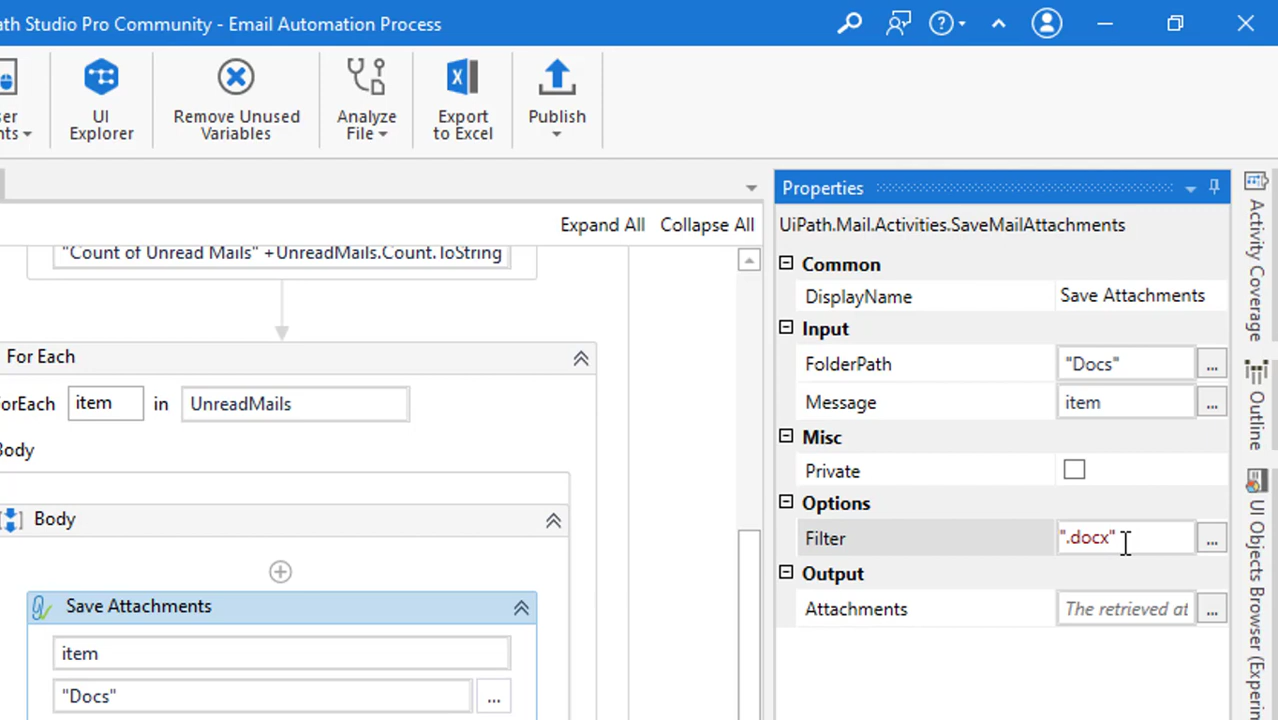 ath Studio Pro Community - Email Automation Process
ser
nts
UI
Explorer
Remove Unused
Variables
Analyze
File
Export
to Excel
Publish
Expand All Collapse All
"Count of Unread Mails" +UnreadMails.Count.ToString
For Each
ForEach item in UnreadMails
Body
Body
Save Attachments
item
"Docs" ...
Properties
UiPath.Mail.Activities.SaveMailAttachments
Common
DisplayName Save Attachments
Input
FolderPath "Docs" ...
Message item ...
Misc
Private
Options
Filter ".docx" ...
Output
Attachments The retrieved at ...
Activity Coverage
Outline
UI Objects Browser (Experin